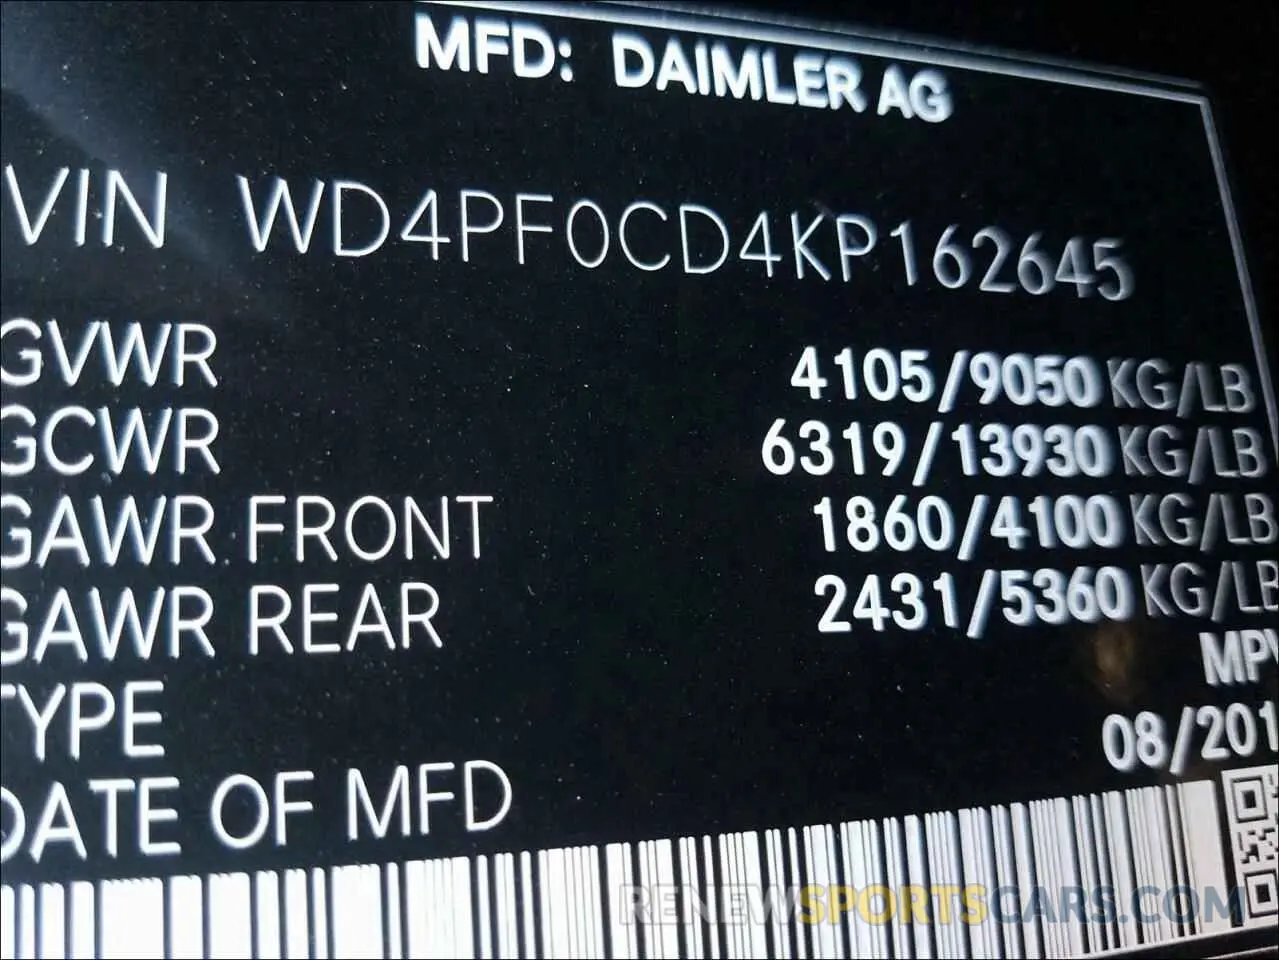 MFD: DAIMLER AG
VIN WD4PF0CD4KP162645
GVWR 4105/9050 KG/LB
GCWR 6319/13930 KG/LB
GAWR FRONT 1860/4100 KG/LB
GAWR REAR 2431/5360 KG/LB
TYPE MPV
DATE OF MFD 08/201
RENEWSPORTSCARS.COM